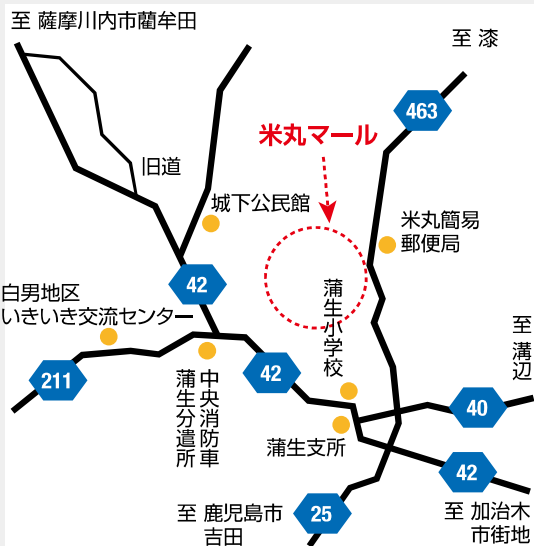 至 薩摩川内市藺牟田
至 漆
463
米丸マール
旧道
城下公民館
米丸簡易
郵便局
42
白男地区
いきいき交流センター
蒲生小学校
至 溝辺
211
42
中央消防車
蒲生分遣所
40
蒲生支所
42
至 鹿児島市
吉田
25
至 加治木
市街地